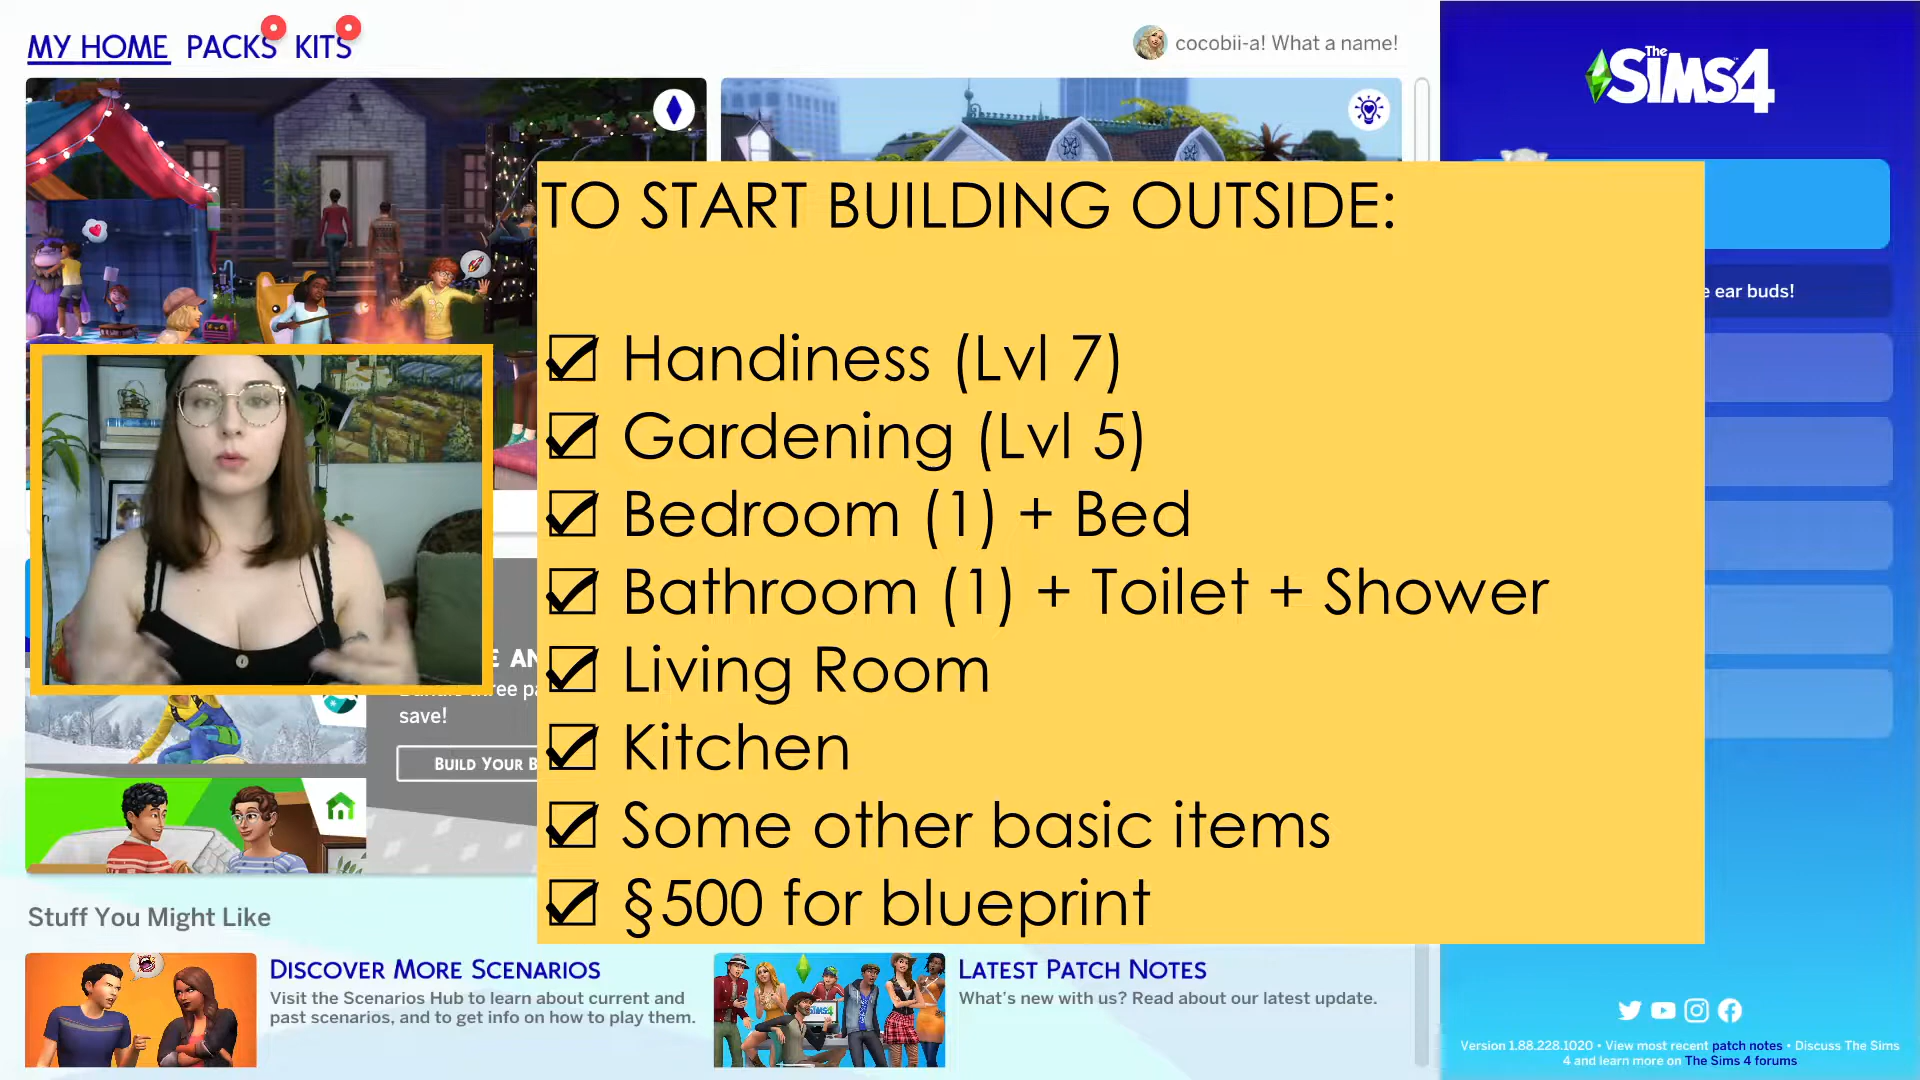 MY HOME PACKS KITS
cocobii-a! What a name!
The SIMS4
TO START BUILDING OUTSIDE:
e ear buds!
☑ Handiness (Lvl 7)
☑ Gardening (Lvl 5)
☑ Bedroom (1) + Bed
☑ Bathroom (1) + Toilet + Shower
☑ Living Room
☑ Kitchen
☑ Some other basic items
☑ §500 for blueprint
E AN
save!
BUILD YOUR B
Stuff You Might Like
DISCOVER MORE SCENARIOS
Visit the Scenarios Hub to learn about current and
past scenarios, and to get info on how to play them.
LATEST PATCH NOTES
What's new with us? Read about our latest update.
Version 1.88.228.1020 • View most recent patch notes • Discuss The Sims
4 and learn more on The Sims 4 forums